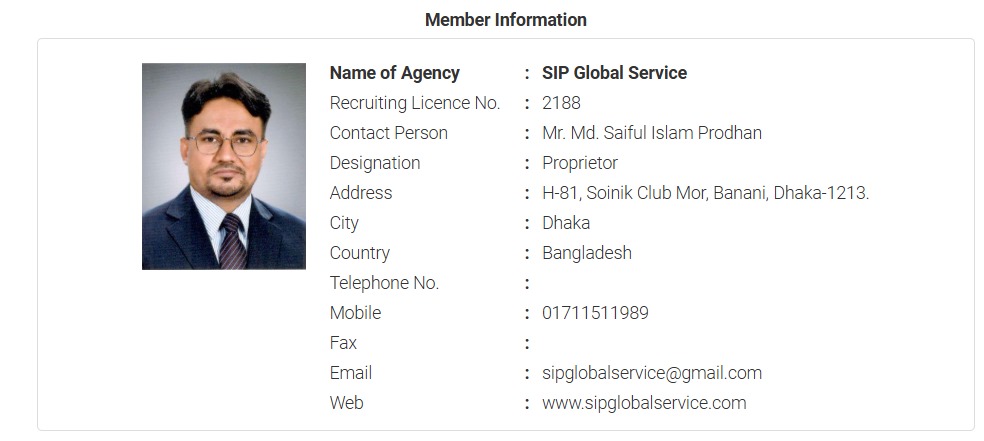 Member Information
Name of Agency : SIP Global Service
Recruiting Licence No. : 2188
Contact Person : Mr. Md. Saiful Islam Prodhan
Designation : Proprietor
Address : H-81, Soinik Club Mor, Banani, Dhaka-1213.
City : Dhaka
Country : Bangladesh
Telephone No. :
Mobile : 01711511989
Fax :
Email : sipglobalservice@gmail.com
Web : www.sipglobalservice.com